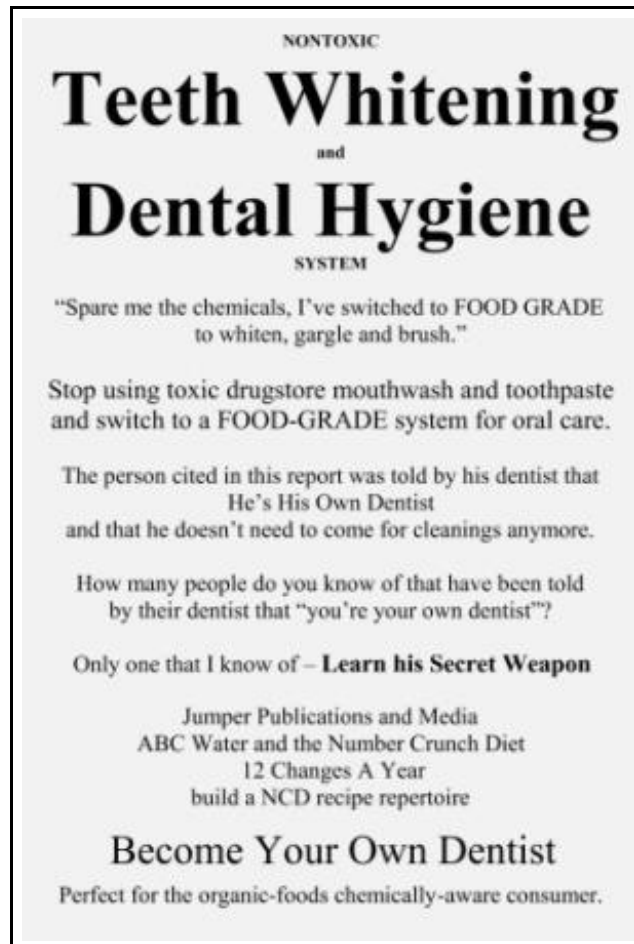 NONTOXIC
Teeth Whitening
and
Dental Hygiene
SYSTEM
“Spare me the chemicals, I’ve switched to FOOD GRADE
to whiten, gargle and brush.”
Stop using toxic drugstore mouthwash and toothpaste
and switch to a FOOD-GRADE system for oral care.
The person cited in this report was told by his dentist that
He’s His Own Dentist
and that he doesn’t need to come for cleanings anymore.
How many people do you know of that have been told
by their dentist that “you’re your own dentist”?
Only one that I know of – Learn his Secret Weapon
Jumper Publications and Media
ABC Water and the Number Crunch Diet
12 Changes A Year
build a NCD recipe repertoire
Become Your Own Dentist
Perfect for the organic-foods chemically-aware consumer.